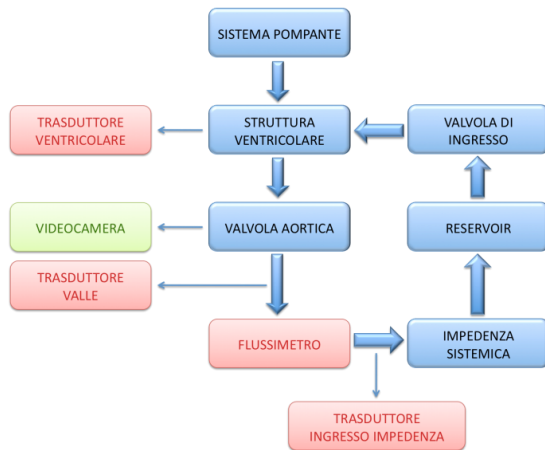 SISTEMA POMPANTE
TRASDUTTORE
VENTRICOLARE
STRUTTURA
VENTRICOLARE
VALVOLA DI
INGRESSO
VIDEOCAMERA
VALVOLA AORTICA
RESERVOIR
TRASDUTTORE
VALLE
FLUSSIMETRO
IMPEDENZA
SISTEMICA
TRASDUTTORE
INGRESSO IMPEDENZA